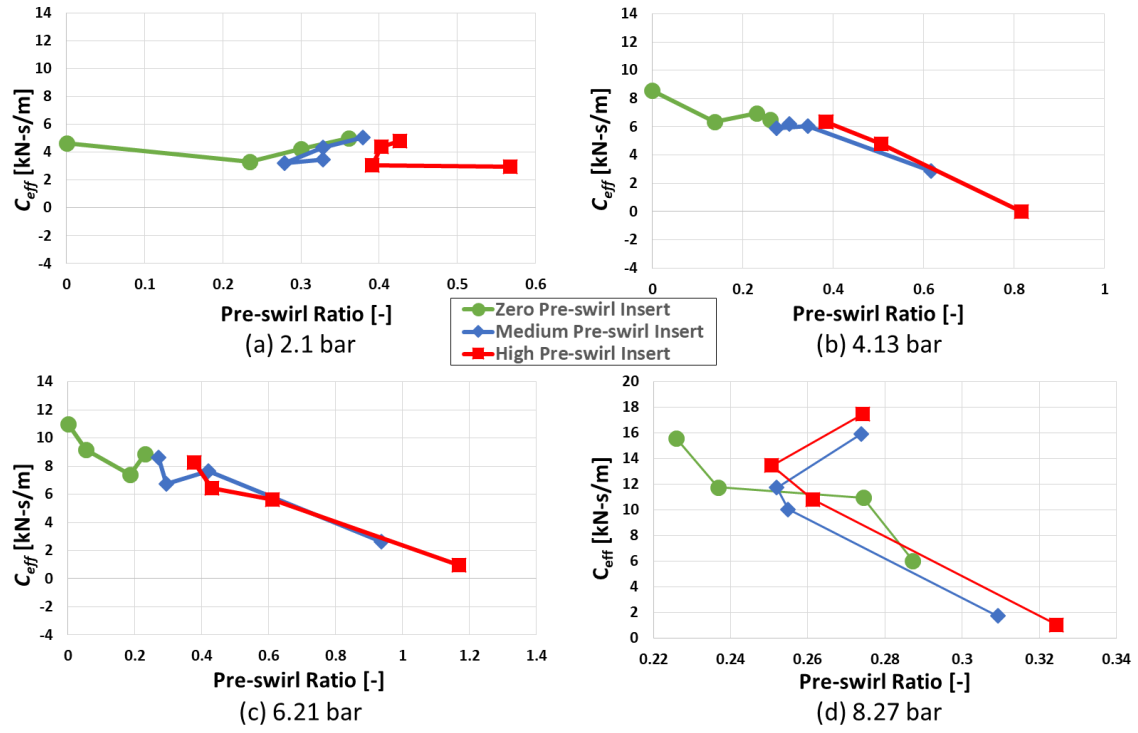 14
12
10
8
6
4
2
0
-2
-4
C_eff [kN-s/m]
0 0.1 0.2 0.3 0.4 0.5 0.6
Pre-swirl Ratio [-]
(a) 2.1 bar
14
12
10
8
6
4
2
0
-2
-4
C_eff [kN-s/m]
0 0.2 0.4 0.6 0.8 1
Pre-swirl Ratio [-]
(b) 4.13 bar
Zero Pre-swirl Insert
Medium Pre-swirl Insert
High Pre-swirl Insert
14
12
10
8
6
4
2
0
-2
-4
C_eff [kN-s/m]
0 0.2 0.4 0.6 0.8 1 1.2 1.4
Pre-swirl Ratio [-]
(c) 6.21 bar
20
18
16
14
12
10
8
6
4
2
0
C_eff [kN-s/m]
0.22 0.24 0.26 0.28 0.3 0.32 0.34
Pre-swirl Ratio [-]
(d) 8.27 bar